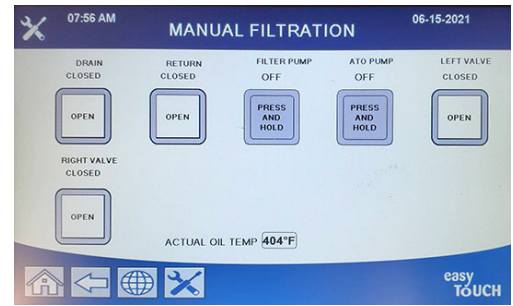 07:56 AM
MANUAL FILTRATION
06-15-2021
DRAIN
CLOSED
OPEN
RETURN
CLOSED
OPEN
FILTER PUMP
OFF
PRESS
AND
HOLD
ATO PUMP
OFF
PRESS
AND
HOLD
LEFT VALVE
CLOSED
OPEN
RIGHT VALVE
CLOSED
OPEN
ACTUAL OIL TEMP 404°F
easy
TOUCH